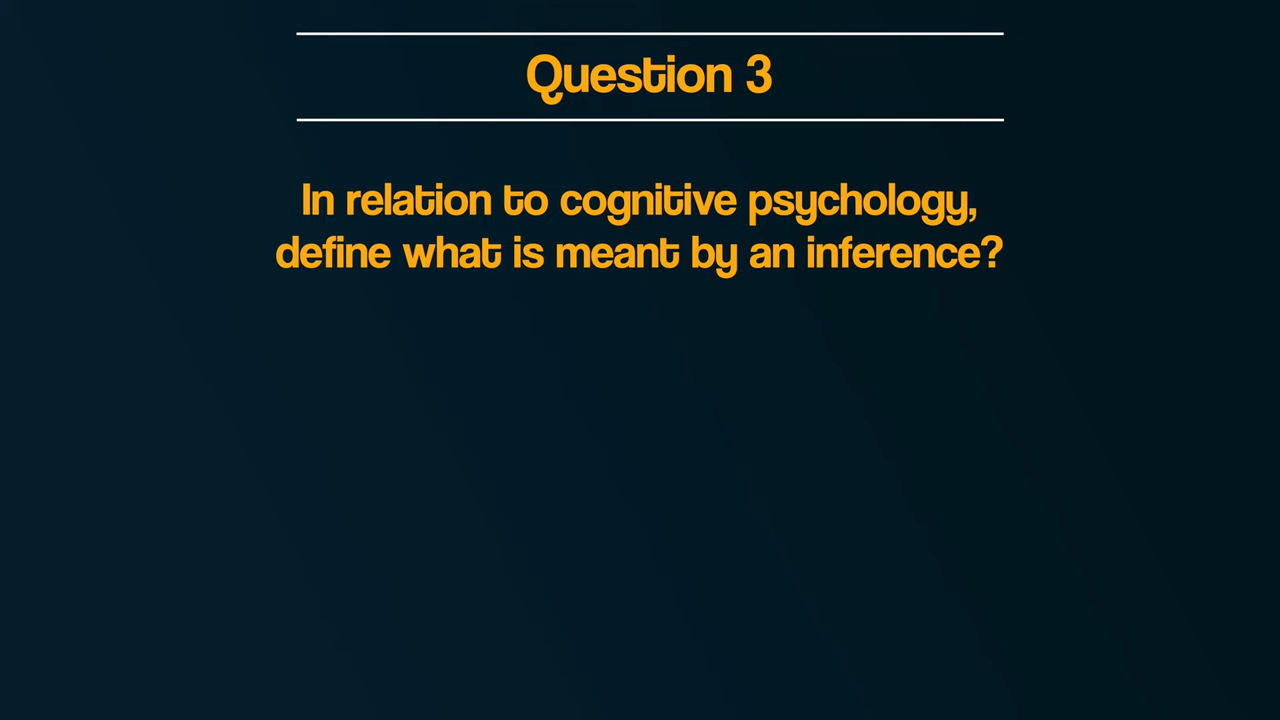 Question 3
In relation to cognitive psychology,
define what is meant by an inference?